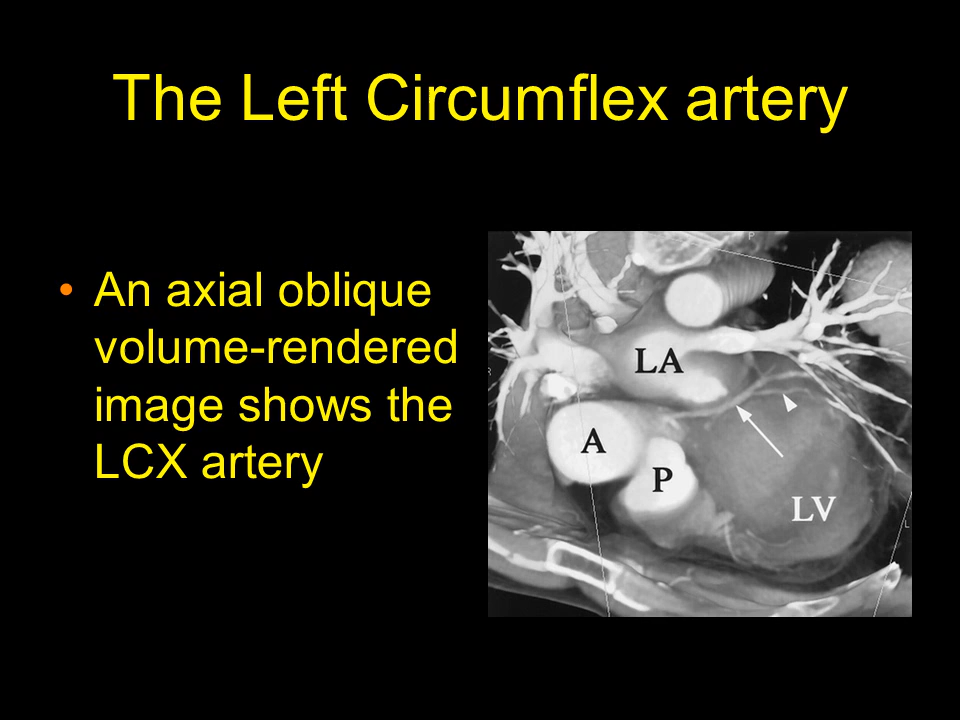 The Left Circumflex artery
• An axial oblique
volume-rendered
image shows the
LCX artery
P
R
LA
A
P
LV
L